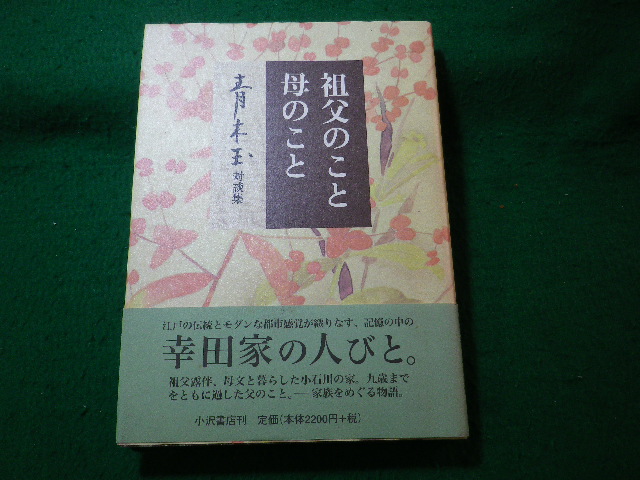 祖父のこと
母のこと
青木玉
対談集
江戸の伝統とモダンな都市感覚が織りなす、記憶の中の
幸田家の人びと。
祖父露伴、母文と暮らした小石川の家。九歳まで
をともに過した父のこと。―家族をめぐる物語。
小沢書店刊 定価(本体2200円+税)